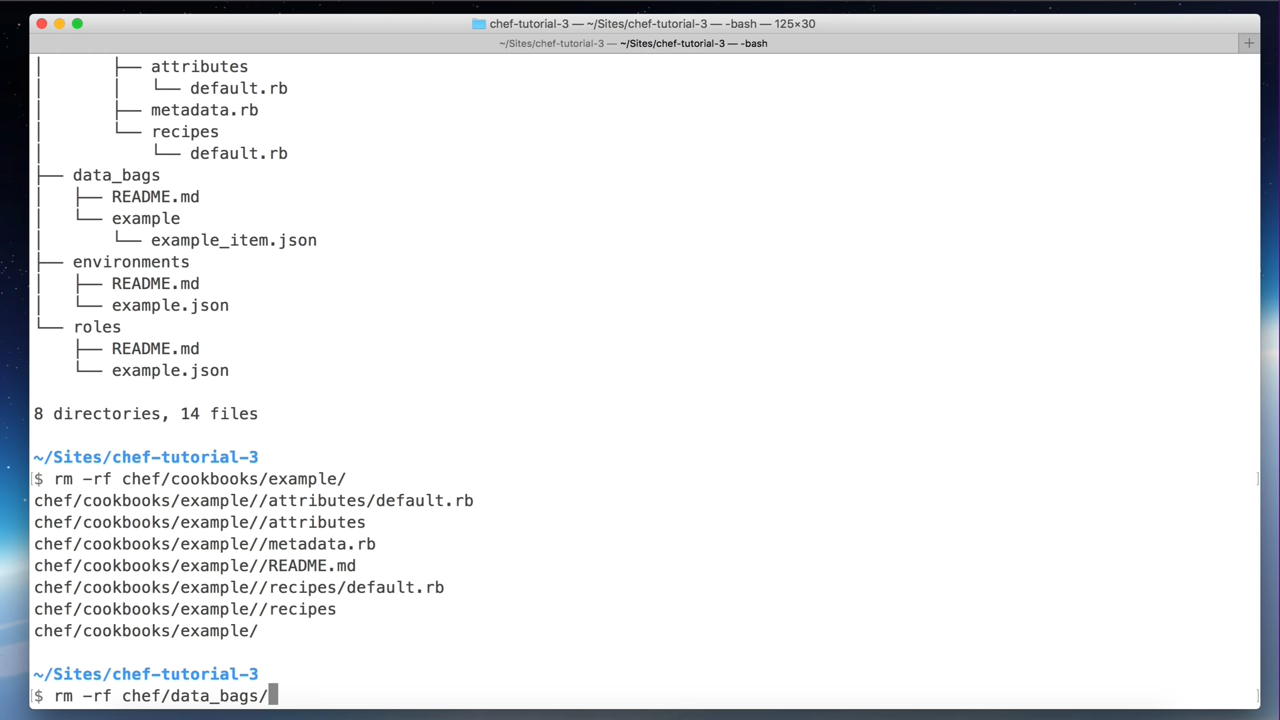 chef-tutorial-3 — ~/Sites/chef-tutorial-3 — -bash — 125×30
~/Sites/chef-tutorial-3 — ~/Sites/chef-tutorial-3 — -bash
│       ├── attributes
│       │   └── default.rb
│       ├── metadata.rb
│       └── recipes
│           └── default.rb
├── data_bags
│   ├── README.md
│   └── example
│       └── example_item.json
├── environments
│   ├── README.md
│   └── example.json
└── roles
    ├── README.md
    └── example.json
8 directories, 14 files
~/Sites/chef-tutorial-3
$ rm -rf chef/cookbooks/example/
chef/cookbooks/example//attributes/default.rb
chef/cookbooks/example//attributes
chef/cookbooks/example//metadata.rb
chef/cookbooks/example//README.md
chef/cookbooks/example//recipes/default.rb
chef/cookbooks/example//recipes
chef/cookbooks/example/
~/Sites/chef-tutorial-3
$ rm -rf chef/data_bags/